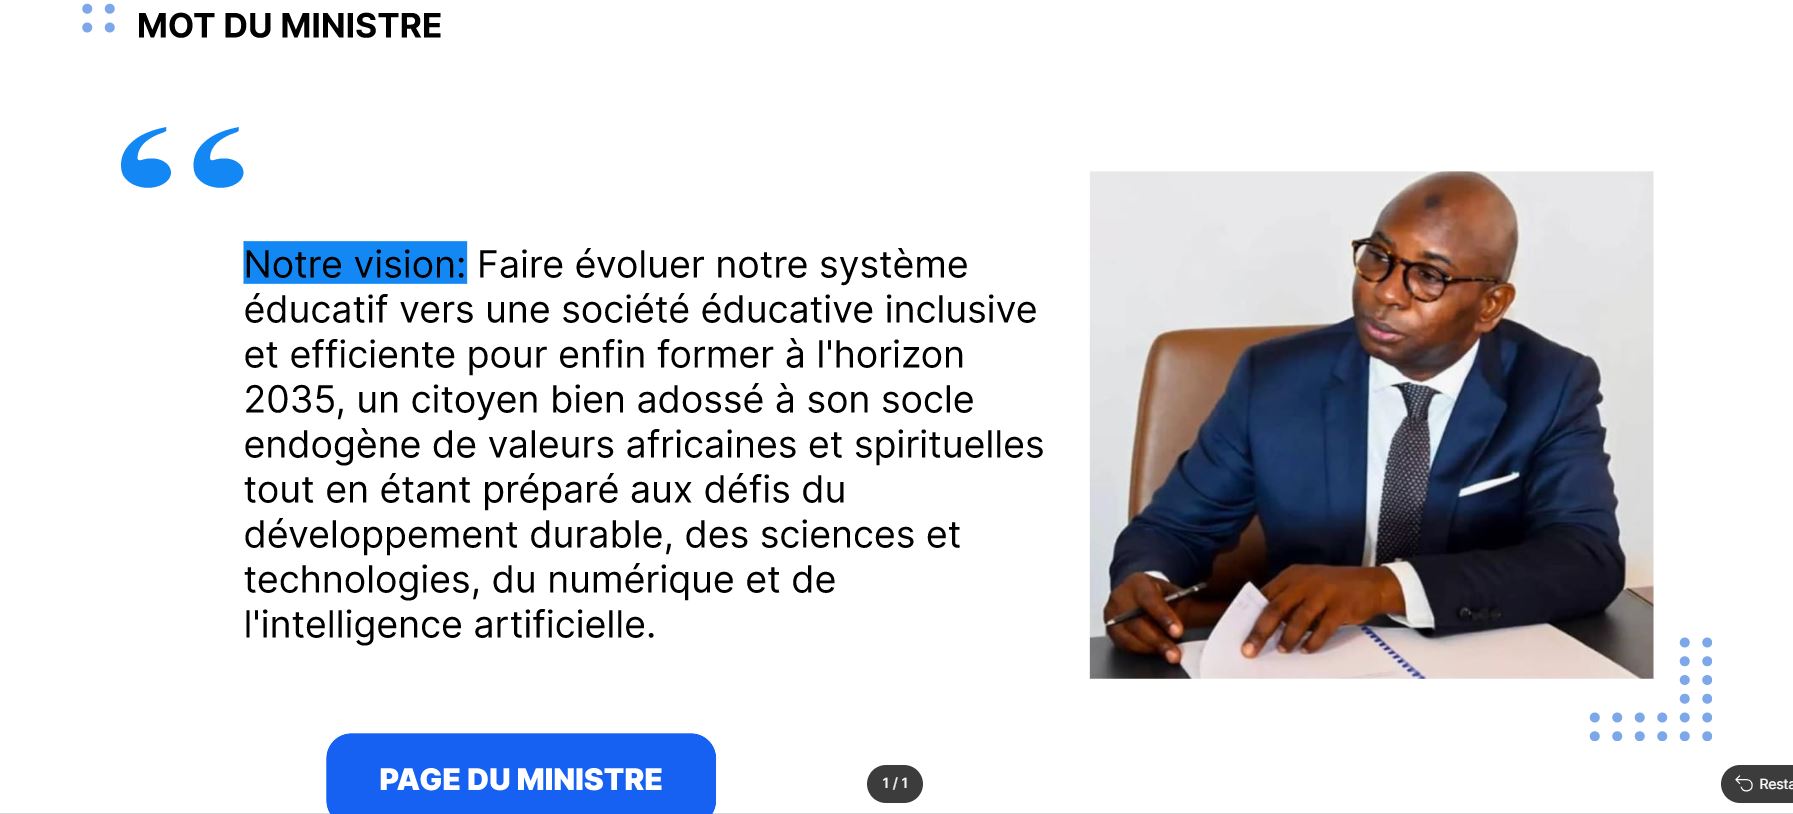 MOT DU MINISTRE
Notre vision: Faire évoluer notre système
éducatif vers une société éducative inclusive
et efficiente pour enfin former à l'horizon
2035, un citoyen bien adossé à son socle
endogène de valeurs africaines et spirituelles
tout en étant préparé aux défis du
développement durable, des sciences et
technologies, du numérique et de
l'intelligence artificielle.
PAGE DU MINISTRE
1 / 1
Resta